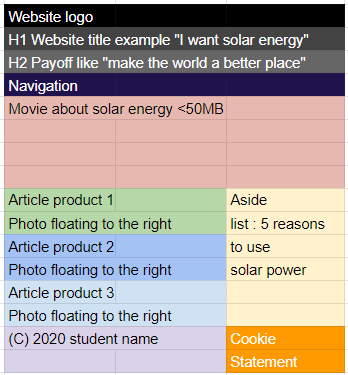 Website logo
H1 Website title example "I want solar energy"
H2 Payoff like "make the world a better place"
Navigation
Movie about solar energy <50MB
Article product 1
Aside
Photo floating to the right
list : 5 reasons
Article product 2
to use
Photo floating to the right
solar power
Article product 3
Photo floating to the right
(C) 2020 student name
Cookie
Statement